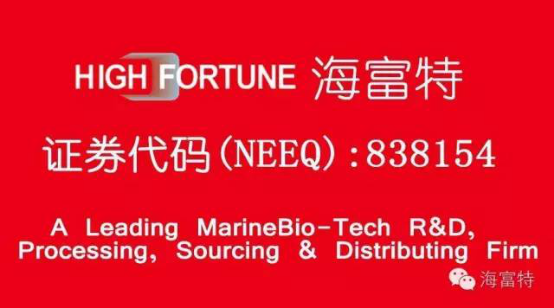 HIGH FORTUNE 海富特
证券代码(NEEQ):838154
A Leading MarineBio-Tech R&D,
Processing, Sourcing & Distributing Firm
海富特